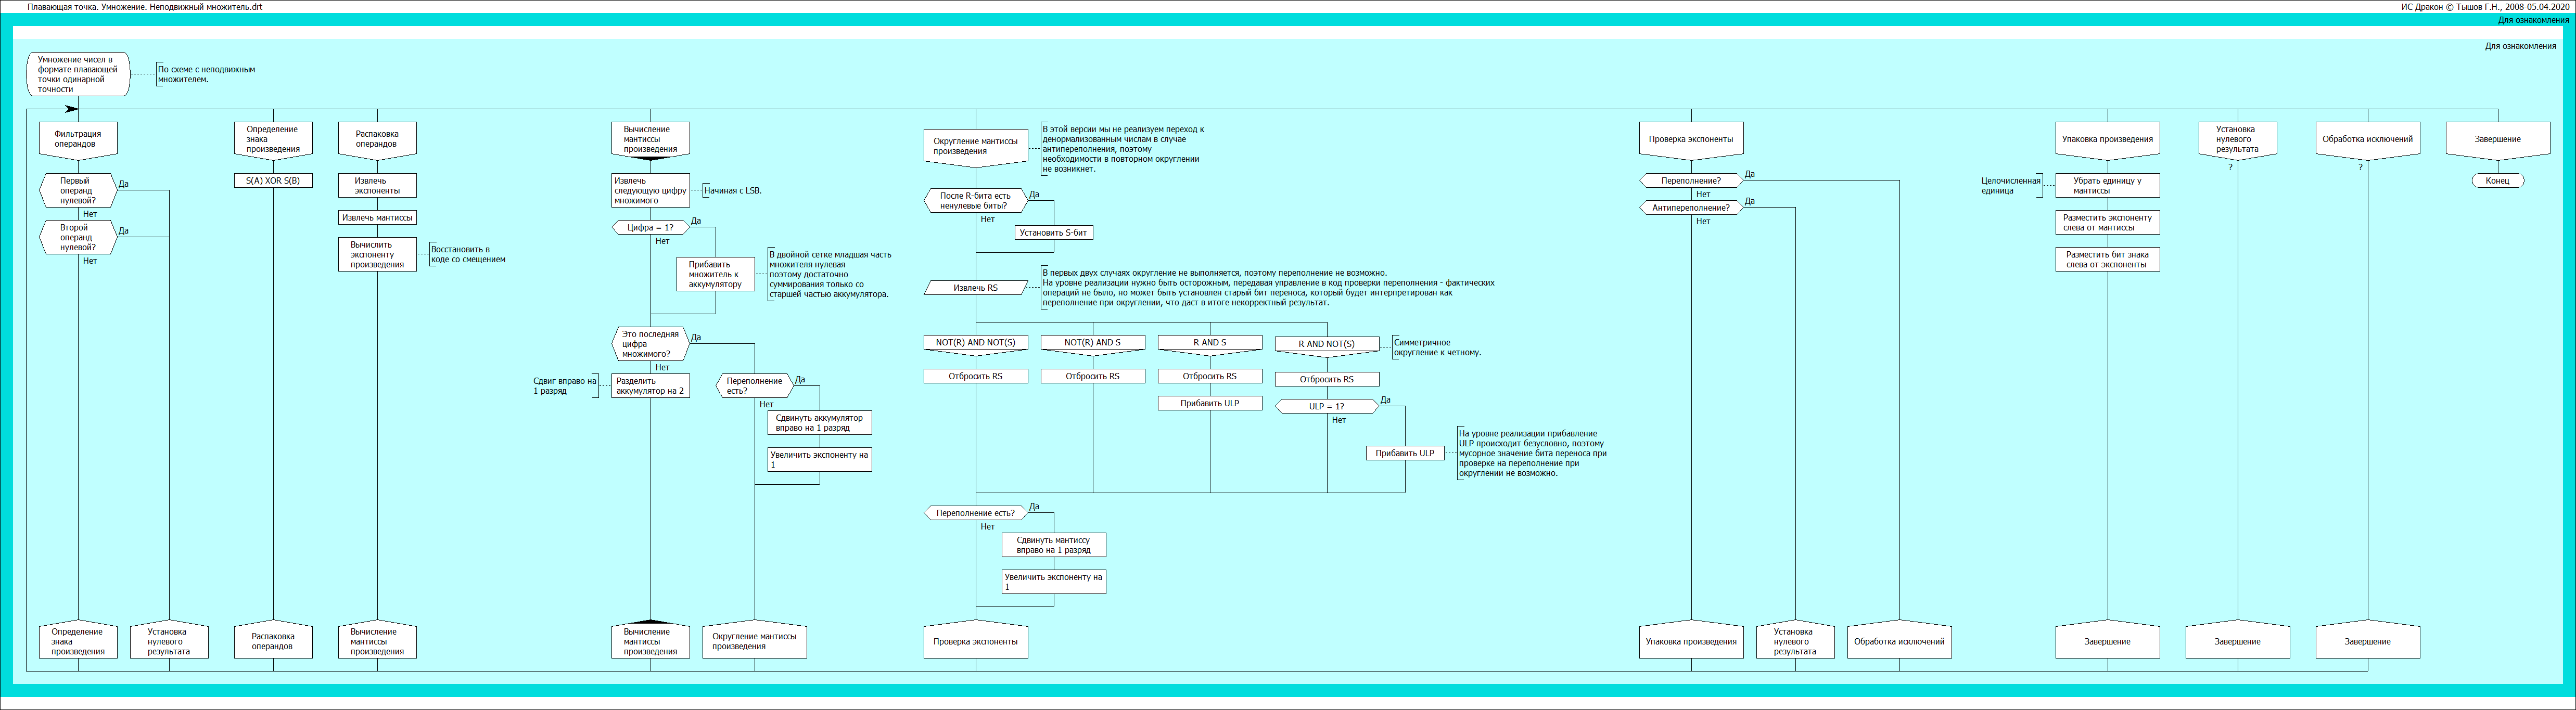 Плавающая точка. Умножение. Неподвижный множитель.drt
ИС Дракон © Тышов Г.Н., 2008-05.04.2020
Для ознакомления
Для ознакомления
Умножение чисел в
формате плавающей
точки одинарной
точности
По схеме с неподвижным
множителем.
Фильтрация
операндов
Первый
операнд
нулевой?
Да
Нет
Второй
операнд
нулевой?
Да
Нет
Определение
знака
произведения
Установка
нулевого
результата
Определение
знака
произведения
S(A) XOR S(B)
Распаковка
операндов
Распаковка
операндов
Извлечь
экспоненты
Извлечь мантиссы
Вычислить
экспоненту
произведения
Восстановить в
коде со смещением
Вычисление
мантиссы
произведения
Вычисление
мантиссы
произведения
Извлечь
следующую цифру
множимого
Начиная с LSB.
Цифра = 1?
Да
Нет
Прибавить
множитель к
аккумулятору
В двойной сетке младшая часть
множителя нулевая
поэтому достаточно
суммирования только со
старшей частью аккумулятора.
Это последняя
цифра
множимого?
Да
Нет
Сдвиг вправо на
1 разряд
Разделить
аккумулятор на 2
Переполнение
есть?
Да
Нет
Сдвинуть аккумулятор
вправо на 1 разряд
Увеличить экспоненту на
1
Вычисление
мантиссы
произведения
Округление мантиссы
произведения
Округление мантиссы
произведения
В этой версии мы не реализуем переход к
денормализованным числам в случае
антипереполнения, поэтому
необходимости в повторном округлении
не возникнет.
После R-бита есть
ненулевые биты?
Да
Нет
Установить S-бит
Извлечь RS
В первых двух случаях округление не выполняется, поэтому переполнение не возможно.
На уровне реализации нужно быть осторожным, передавая управление в код проверки переполнения - фактических
операций не было, но может быть установлен старый бит переноса, который будет интерпретирован как
переполнение при округлении, что даст в итоге некорректный результат.
NOT(R) AND NOT(S)
NOT(R) AND S
R AND S
R AND NOT(S)
Симметричное
округление к четному.
Отбросить RS
Отбросить RS
Отбросить RS
Отбросить RS
Прибавить ULP
ULP = 1?
Да
Нет
Прибавить ULP
На уровне реализации прибавление
ULP происходит безусловно, поэтому
мусорное значение бита переноса при
проверке на переполнение при
округлении не возможно.
Переполнение есть?
Да
Нет
Сдвинуть мантиссу
вправо на 1 разряд
Увеличить экспоненту на
1
Проверка экспоненты
Проверка экспоненты
Переполнение?
Да
Нет
Антипереполнение?
Да
Нет
Упаковка произведения
Установка
нулевого
результата
Обработка исключений
Упаковка произведения
Целочисленная
единица
Убрать единицу у
мантиссы
Разместить экспоненту
слева от мантиссы
Разместить бит знака
слева от экспоненты
Завершение
Установка
нулевого
результата
?
Завершение
Обработка исключений
?
Завершение
Завершение
Конец